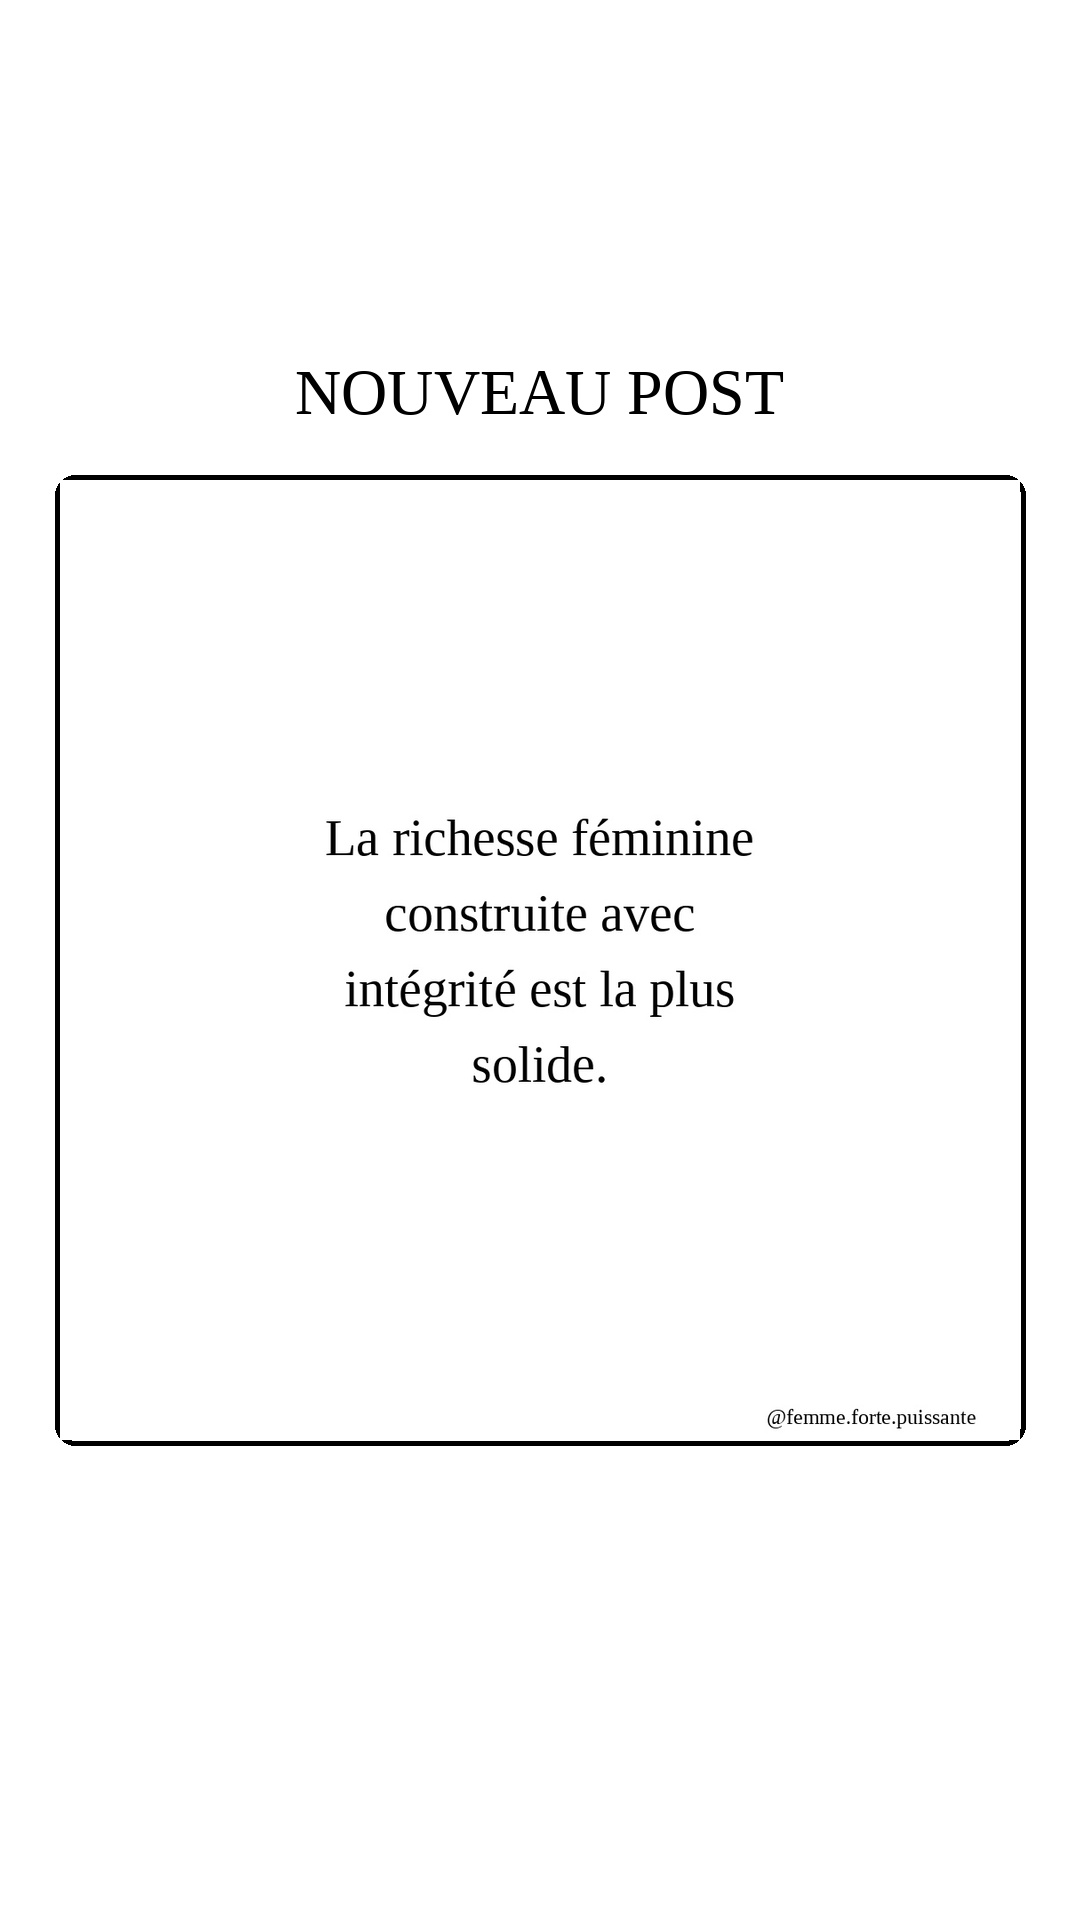 NOUVEAU POST
La richesse féminine
construite avec
intégrité est la plus
solide.
@femme.forte.puissante